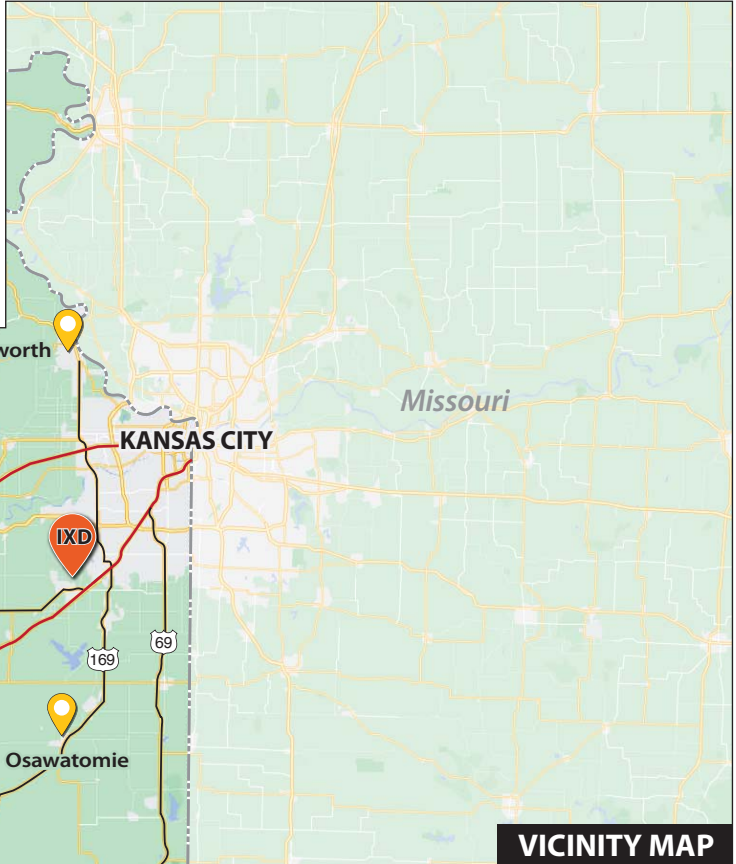 worth
Missouri
KANSAS CITY
IXD
69
169
Osawatomie
VICINITY MAP